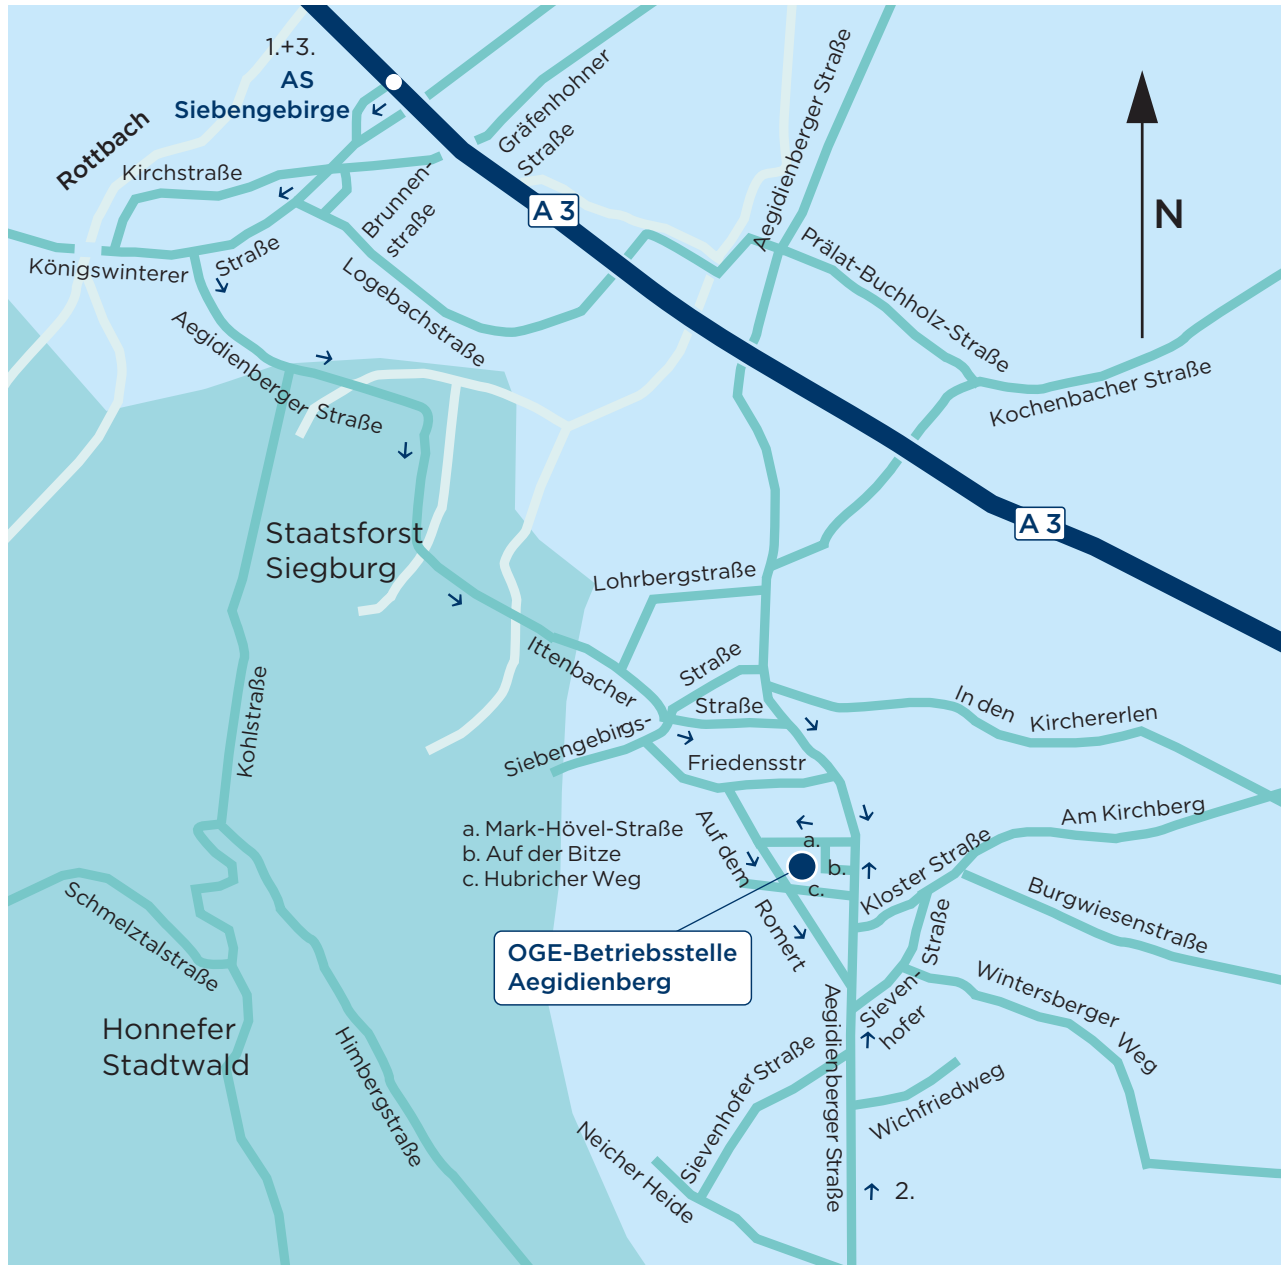 1.+3.
AS
Siebengebirge
Rottbach
Kirchstraße
Gräfenhohner
Straße
Aegidienberger Straße
Brunnen-
straße
A 3
N
Königswinterer
Straße
Logebachstraße
Prälat-Buchholz-Straße
Aegidienberger Straße
Kochenbacher Straße
A 3
Staatsforst
Siegburg
Lohrbergstraße
Ittenbacher
Straße
Straße
Siebengebirgs-
In den
Kirchererlen
Kohlstraße
Friedensstr
Am Kirchberg
a. Mark-Hövel-Straße
b. Auf der Bitze
c. Hubricher Weg
Auf dem
Romert
a.
b.
c.
Kloster Straße
Burgwiesenstraße
Schmelztalstraße
OGE-Betriebsstelle
Aegidienberg
Sieven-
hofer
Straße
Wintersberger
Weg
Honnefer
Stadtwald
Himbergstraße
Aegidienberger Straße
Sievenhofer Straße
Wichfriedweg
Neicher Heide
2.